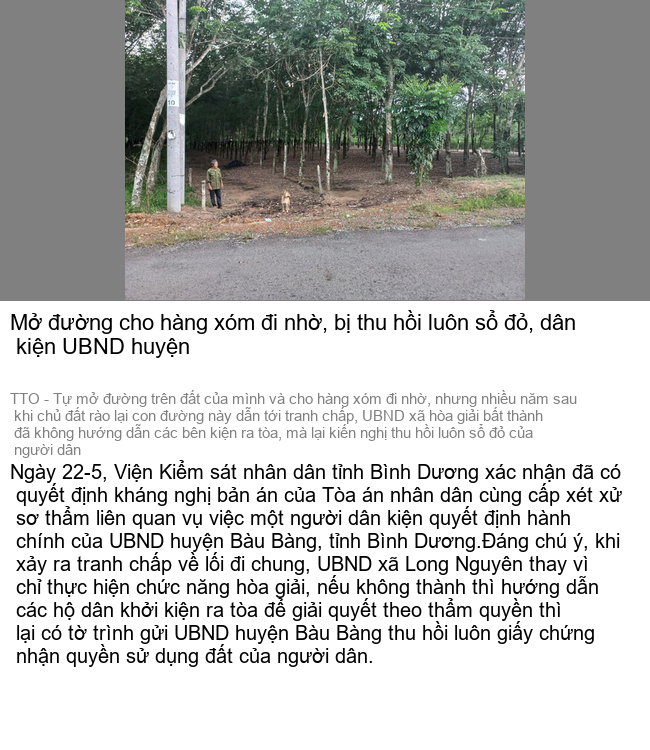 Mở đường cho hàng xóm đi nhờ, bị thu hồi luôn sổ đỏ, dân
kiện UBND huyện
TTO - Tự mở đường trên đất của mình và cho hàng xóm đi nhờ, nhưng nhiều năm sau
khi chủ đất rào lại con đường này dẫn tới tranh chấp, UBND xã hòa giải bất thành
đã không hướng dẫn các bên kiện ra tòa, mà lại kiến nghị thu hồi luôn sổ đỏ của
người dân
Ngày 22-5, Viện Kiểm sát nhân dân tỉnh Bình Dương xác nhận đã có
quyết định kháng nghị bản án của Tòa án nhân dân cùng cấp xét xử
sơ thẩm liên quan vụ việc một người dân kiện quyết định hành
chính của UBND huyện Bàu Bàng, tỉnh Bình Dương.Đáng chú ý, khi
xảy ra tranh chấp về lối đi chung, UBND xã Long Nguyên thay vì
chỉ thực hiện chức năng hòa giải, nếu không thành thì hướng dẫn
các hộ dân khởi kiện ra tòa để giải quyết theo thẩm quyền thì
lại có tờ trình gửi UBND huyện Bàu Bàng thu hồi luôn giấy chứng
nhận quyền sử dụng đất của người dân.